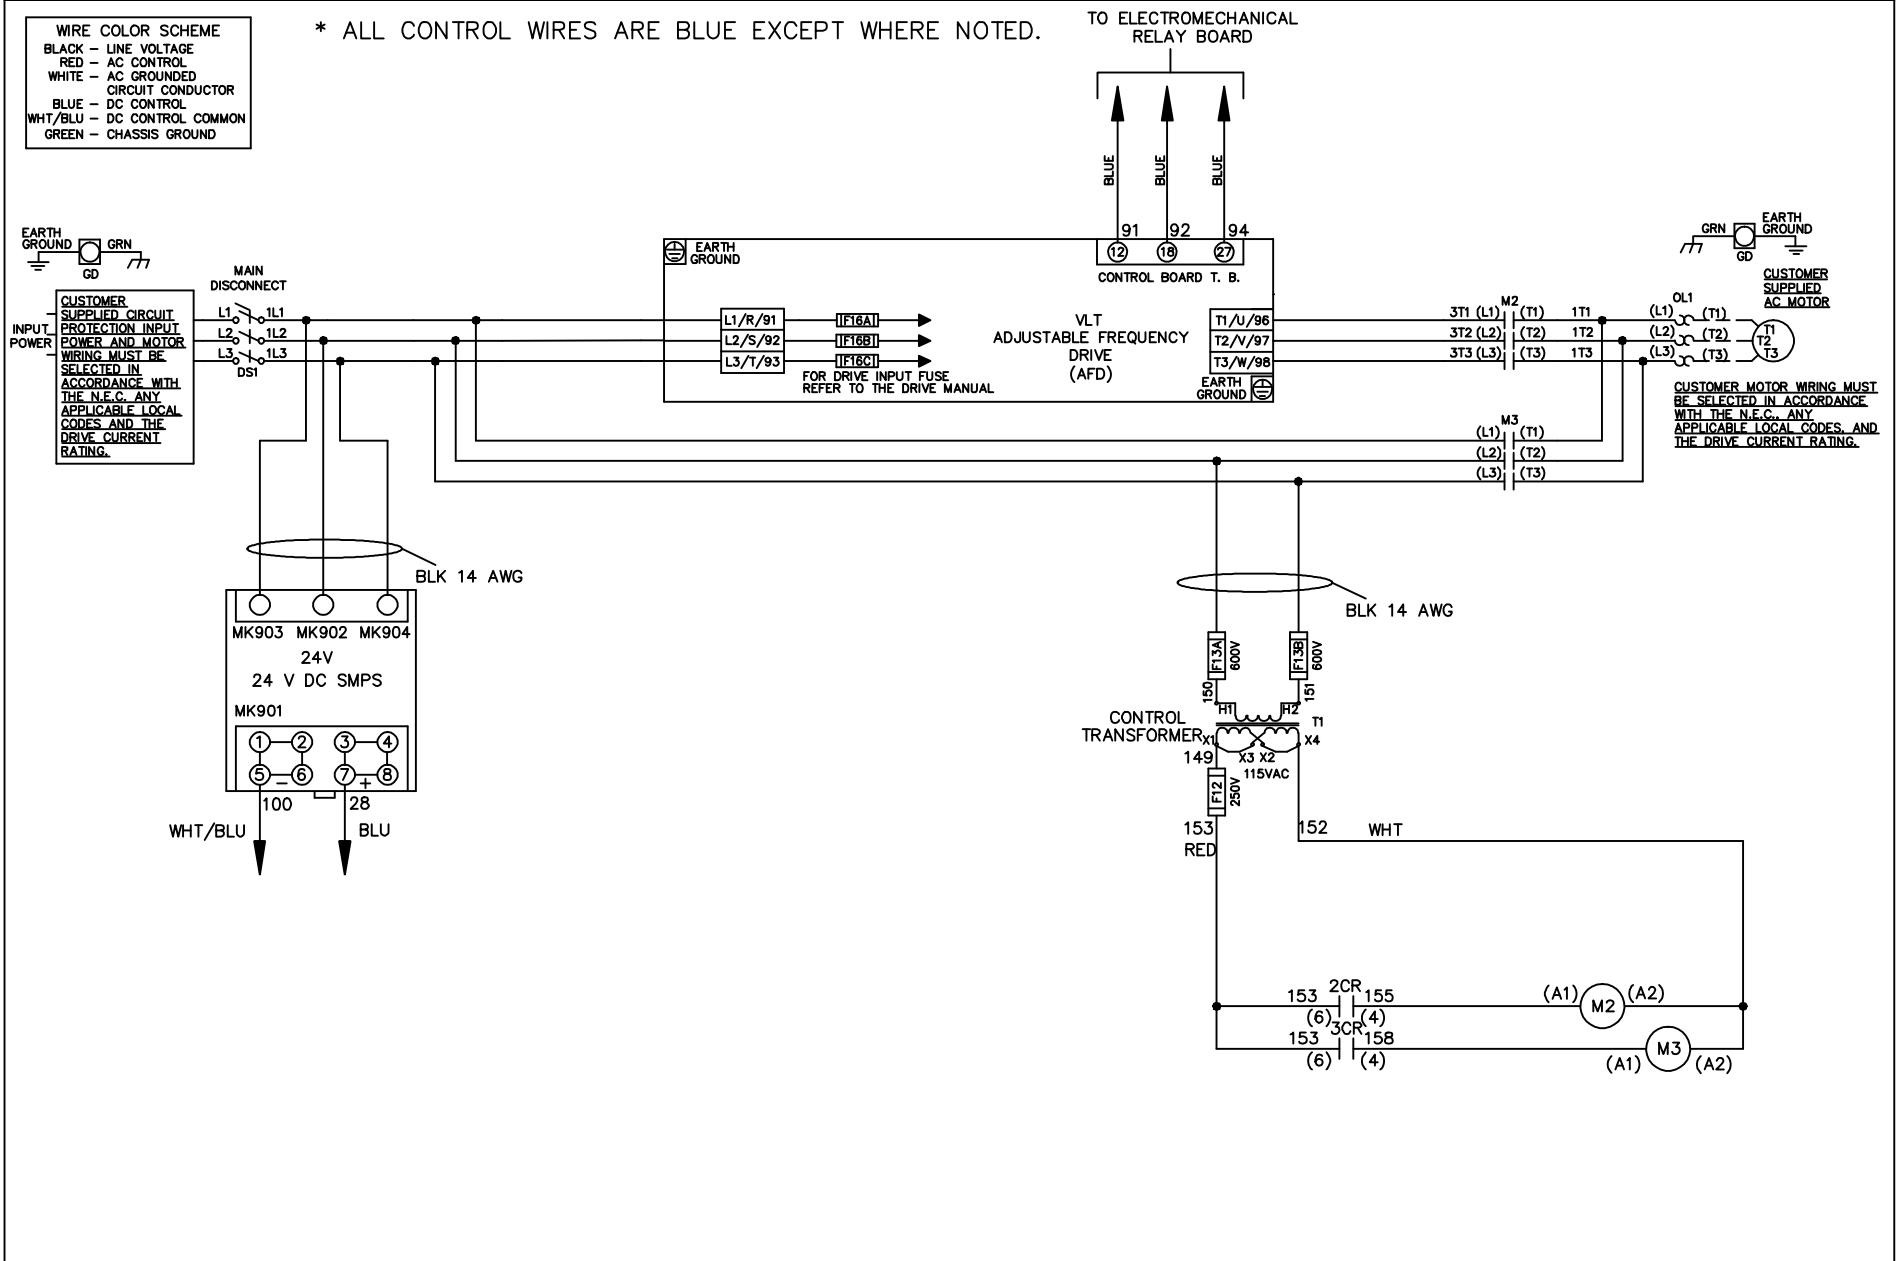 WIRE COLOR SCHEME
BLACK – LINE VOLTAGE
RED – AC CONTROL
WHITE – AC GROUNDED
CIRCUIT CONDUCTOR
BLUE – DC CONTROL
WHT/BLU – DC CONTROL COMMON
GREEN – CHASSIS GROUND
* ALL CONTROL WIRES ARE BLUE EXCEPT WHERE NOTED.
TO ELECTROMECHANICAL
RELAY BOARD
BLUE
BLUE
BLUE
91 92 94
12 18 27
CONTROL BOARD T. B.
EARTH
GROUND
GRN
GD
MAIN
DISCONNECT
INPUT
POWER
CUSTOMER
SUPPLIED CIRCUIT
PROTECTION INPUT
POWER AND MOTOR
WIRING MUST BE
SELECTED IN
ACCORDANCE WITH
THE N.E.C. ANY
APPLICABLE LOCAL
CODES AND THE
DRIVE CURRENT
RATING.
L1 1L1
L2 1L2
L3 1L3
DS1
EARTH
GROUND
L1/R/91 IF16A
L2/S/92 IF16B
L3/T/93 IF16C
FOR DRIVE INPUT FUSE
REFER TO THE DRIVE MANUAL
VLT
ADJUSTABLE FREQUENCY
DRIVE
(AFD)
T1/U/96
T2/V/97
T3/W/98
EARTH
GROUND
M2
3T1 (L1) (T1) 1T1
3T2 (L2) (T2) 1T2
3T3 (L3) (T3) 1T3
OL1
(L1) (T1)
(L2) (T2)
(L3) (T3)
T1
T2
T3
GRN
GD
EARTH
GROUND
CUSTOMER
SUPPLIED
AC MOTOR
CUSTOMER MOTOR WIRING MUST
BE SELECTED IN ACCORDANCE
WITH THE N.E.C., ANY
APPLICABLE LOCAL CODES, AND
THE DRIVE CURRENT RATING.
M3
(L1) (T1)
(L2) (T2)
(L3) (T3)
BLK 14 AWG
MK903 MK902 MK904
24V
24 V DC SMPS
MK901
1 2 3 4
5 6 7 8
– +
100 28
WHT/BLU BLU
BLK 14 AWG
F13A 600V
F13B 600V
150 151
H1 H2
T1
CONTROL
TRANSFORMER
X1 X4
X3 X2
149
115VAC
F12 250V
153
RED
152 WHT
2CR
153 155
(6) (4)
(A1) M2 (A2)
3CR
153 158
(6) (4)
(A1) M3 (A2)